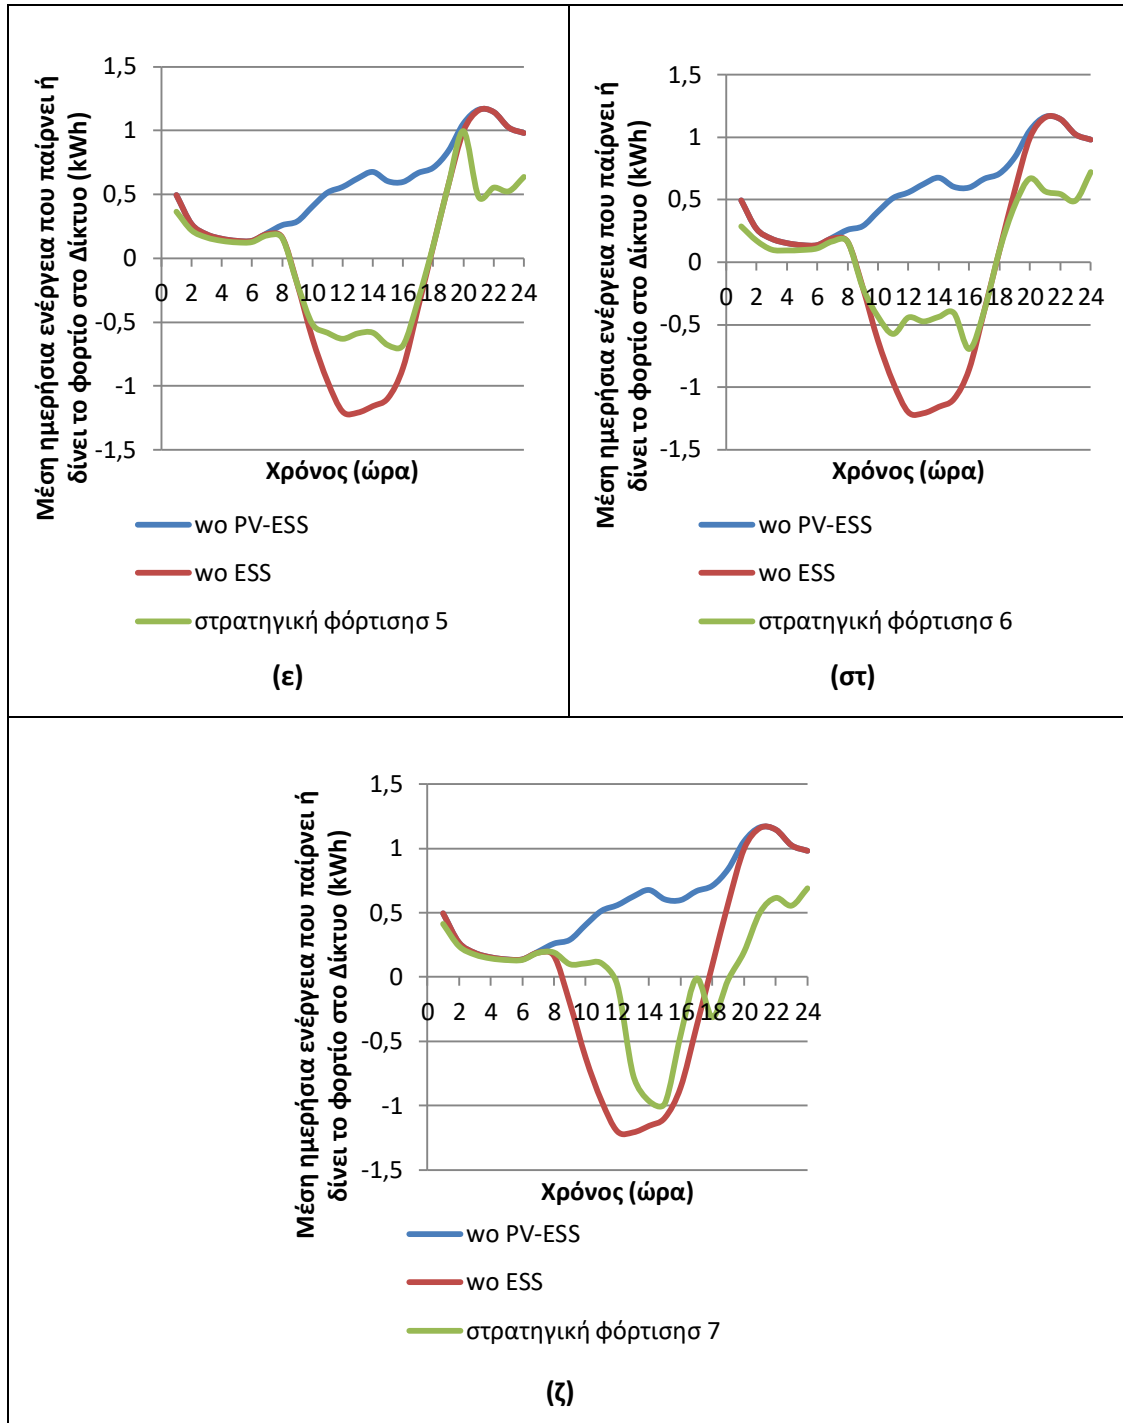 Μέση ημερήσια ενέργεια που παίρνει ή
δίνει το φορτίο στο Δίκτυο (kWh)
1,5
1
0,5
0
-0,5
-1
-1,5
0 2 4 6 8 10 12 14 16 18 20 22 24
Χρόνος (ώρα)
wo PV-ESS
wo ESS
στρατηγική φόρτισησ 5
(ε)
Μέση ημερήσια ενέργεια που παίρνει ή
δίνει το φορτίο στο Δίκτυο (kWh)
1,5
1
0,5
0
-0,5
-1
-1,5
0 2 4 6 8 10 12 14 16 18 20 22 24
Χρόνος (ώρα)
wo PV-ESS
wo ESS
στρατηγική φόρτισησ 6
(στ)
Μέση ημερήσια ενέργεια που παίρνει ή
δίνει το φορτίο στο Δίκτυο (kWh)
1,5
1
0,5
0
-0,5
-1
-1,5
0 2 4 6 8 10 12 14 16 18 20 22 24
Χρόνος (ώρα)
wo PV-ESS
wo ESS
στρατηγική φόρτισησ 7
(ζ)